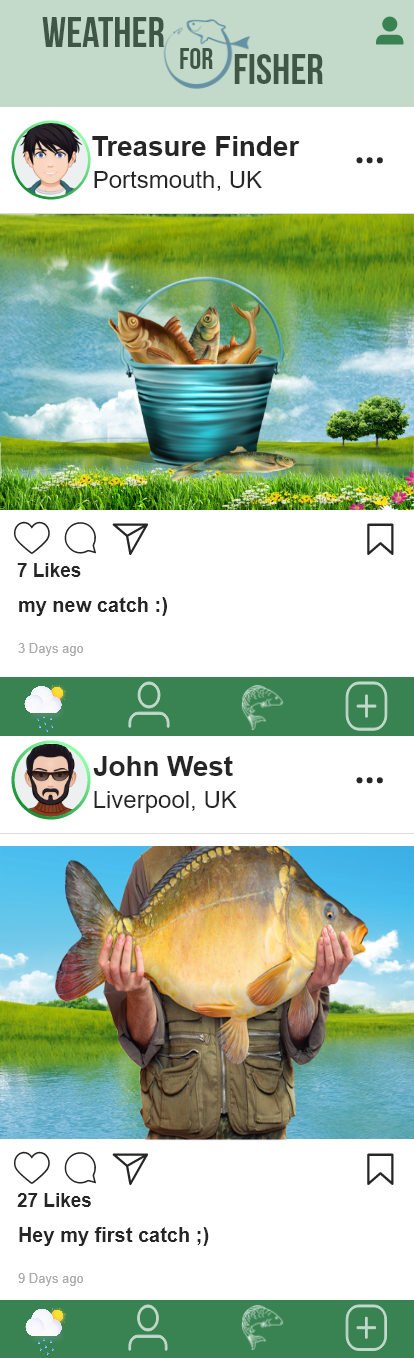 WEATHER
FOR
FISHER
Treasure Finder
Portsmouth, UK
7 Likes
my new catch :)
3 Days ago
John West
Liverpool, UK
27 Likes
Hey my first catch ;)
9 Days ago